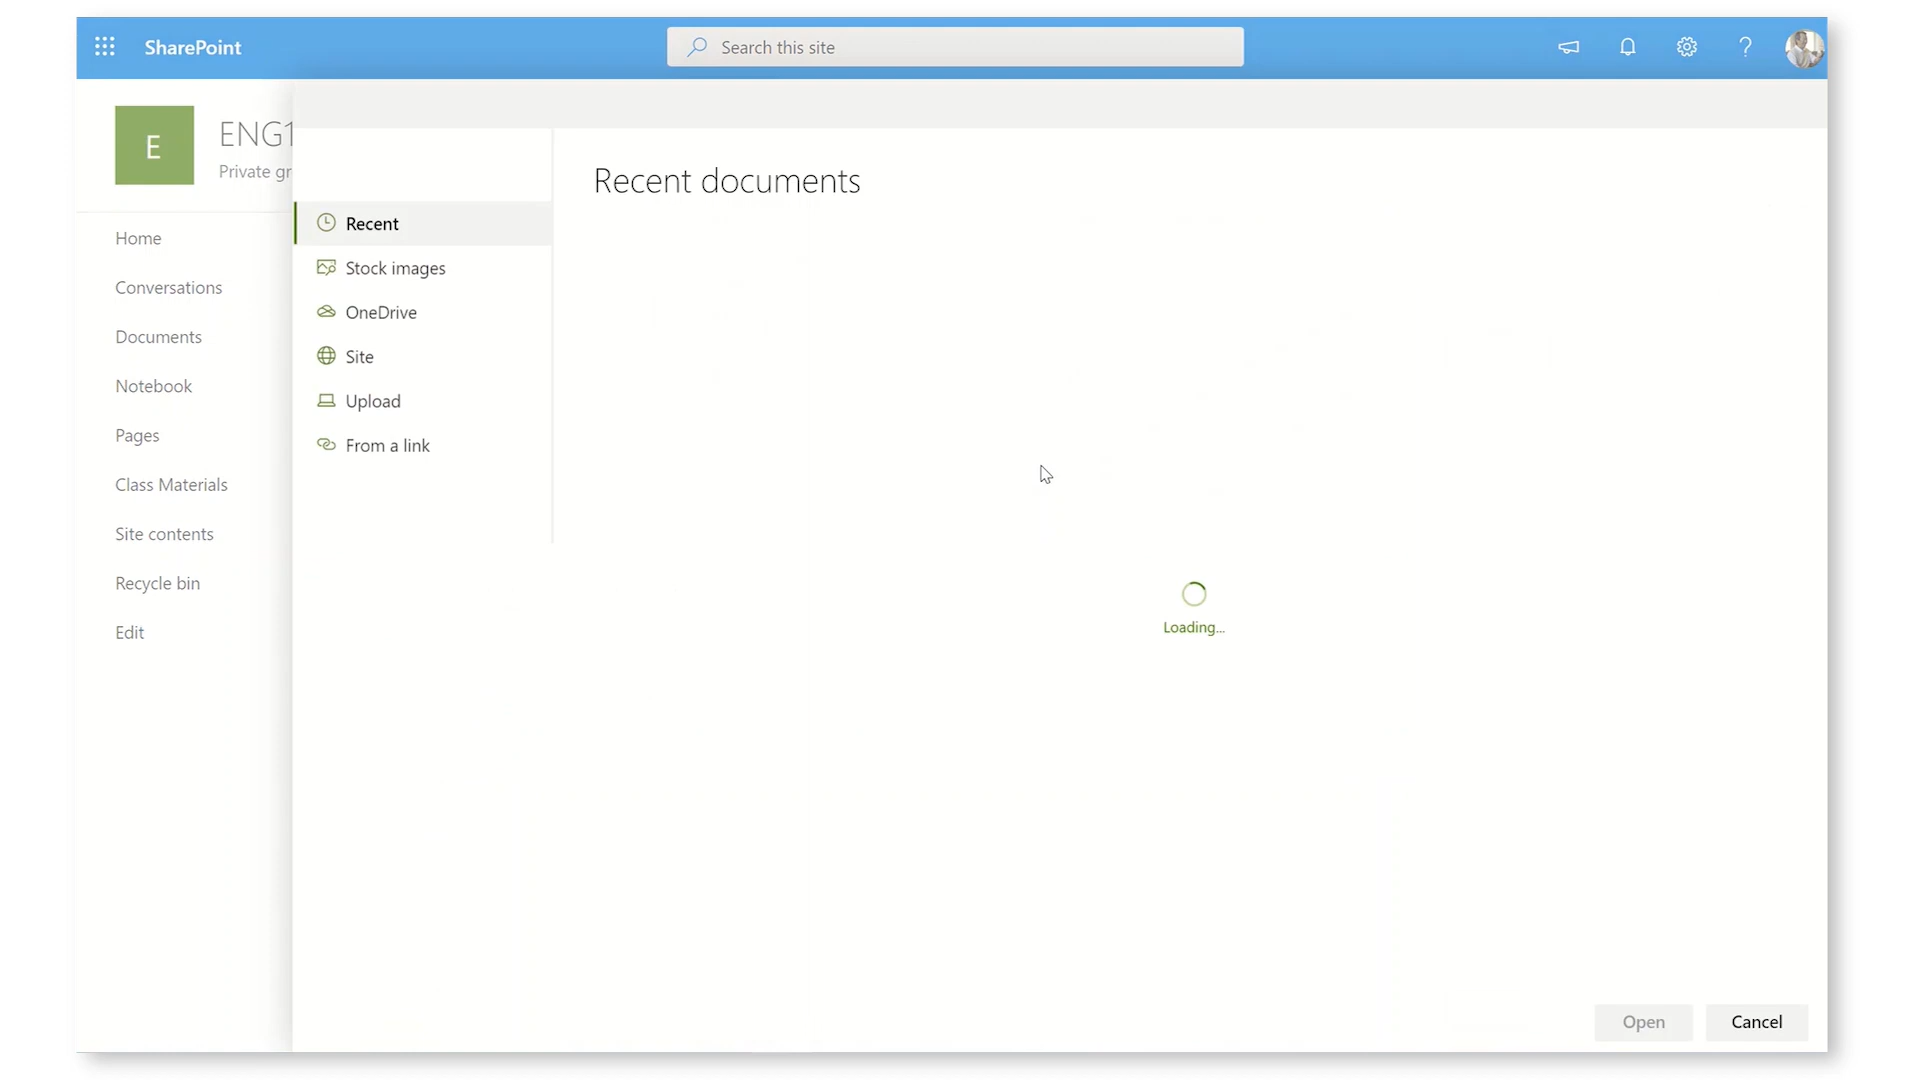 SharePoint
Search this site
E
ENG1
Private gr
Home
Conversations
Documents
Notebook
Pages
Class Materials
Site contents
Recycle bin
Edit
Recent
Stock images
OneDrive
Site
Upload
From a link
Recent documents
Loading...
Open
Cancel